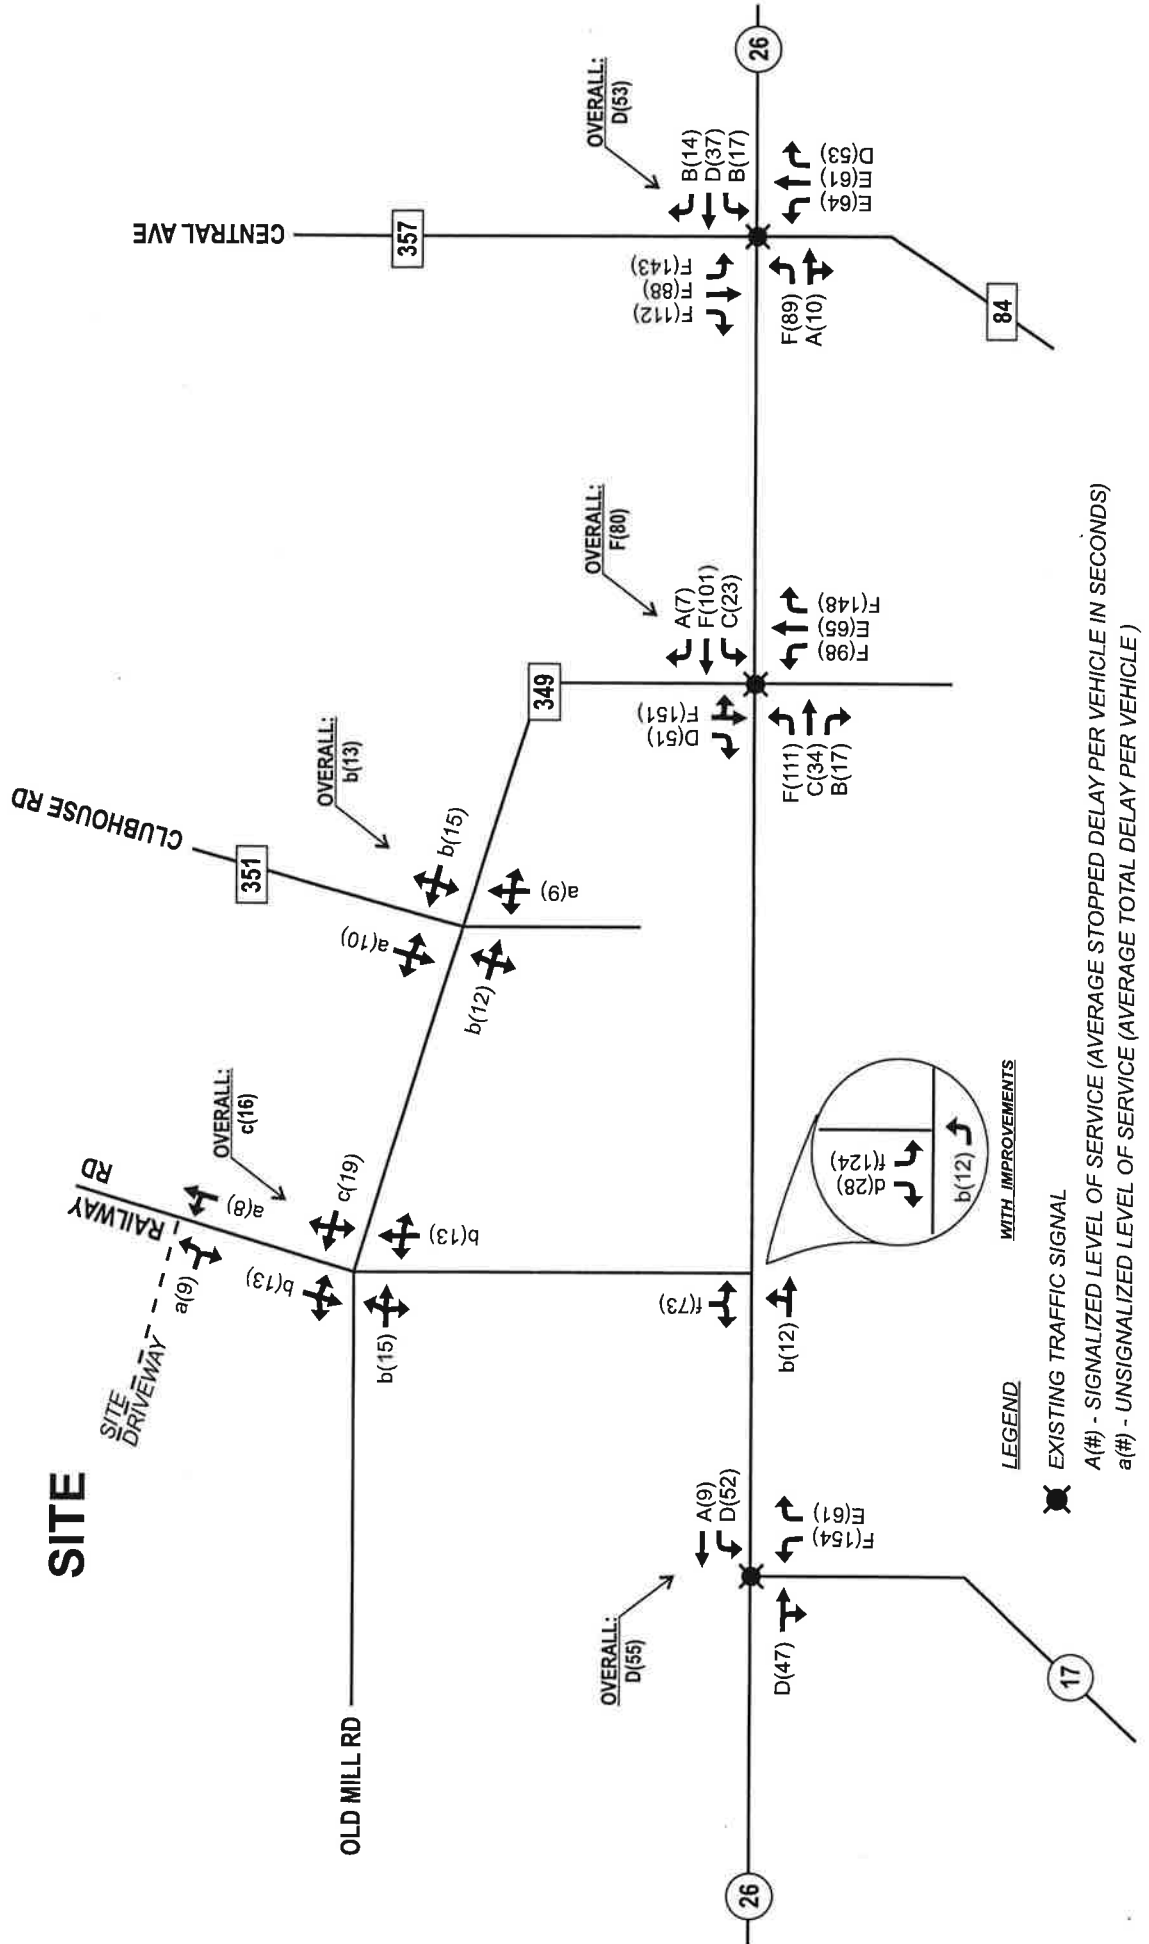 SITE
SITE
DRIVEWAY
RAILWAY
RD
CLUBHOUSE RD
CENTRAL AVE
OLD MILL RD
351
349
357
84
26
26
17
a(9)
a(8)
OVERALL:
c(16)
b(13)
c(19)
b(15)
b(13)
OVERALL:
b(13)
a(10)
b(15)
b(12)
a(9)
OVERALL:
D(55)
A(9)
D(52)
D(47)
F(154)
E(61)
f(73)
b(12)
d(28)
f(124)
b(12)
WITH IMPROVEMENTS
OVERALL:
F(80)
D(51)
F(151)
A(7)
F(101)
C(23)
F(111)
C(34)
B(17)
F(98)
E(65)
F(148)
OVERALL:
D(53)
F(112)
F(88)
F(143)
B(14)
D(37)
B(17)
F(89)
A(10)
E(64)
E(61)
D(53)
LEGEND
EXISTING TRAFFIC SIGNAL
A(#) - SIGNALIZED LEVEL OF SERVICE (AVERAGE STOPPED DELAY PER VEHICLE IN SECONDS)
a(#) - UNSIGNALIZED LEVEL OF SERVICE (AVERAGE TOTAL DELAY PER VEHICLE )